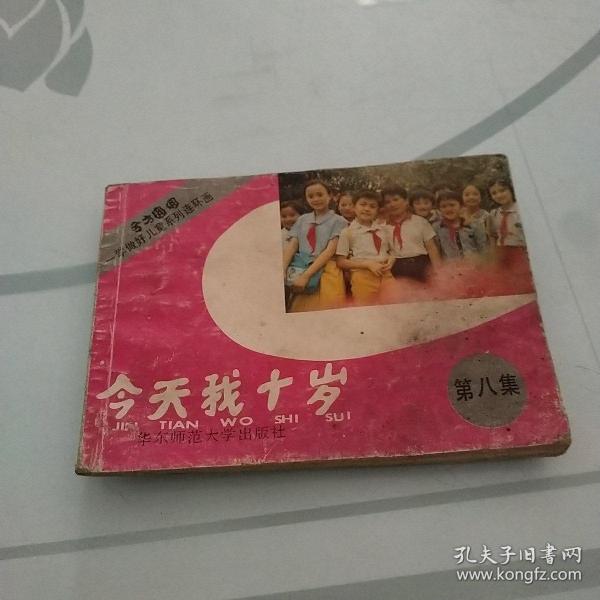 做好儿童系列连环画
第八集
今天我十岁
JIN TIAN WO SHI SUI
华东师范大学出版社
孔夫子旧书网
www.kongfz.com